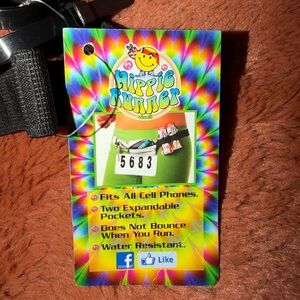 Hippie
Runner
5683
Fits All Cell Phones.
Two Expandable
Pockets.
Does Not Bounce
When You Run.
Water Resistant.
f Like